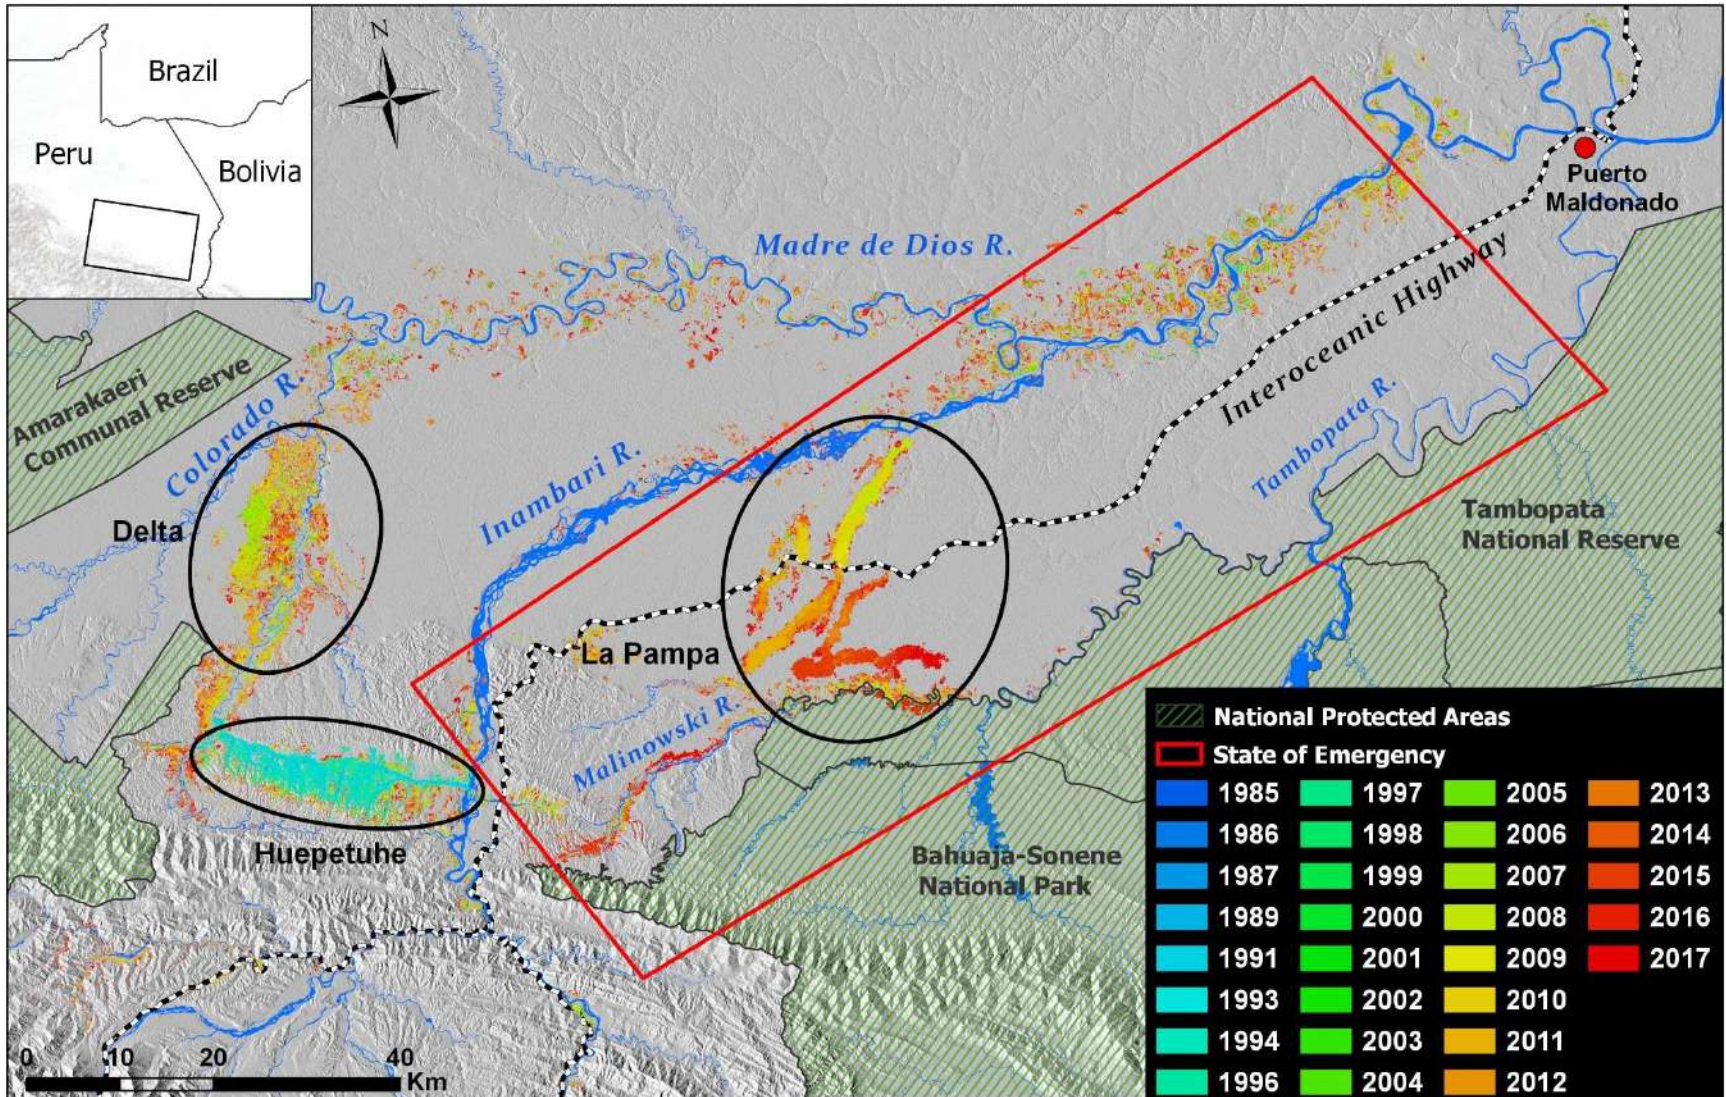 Brazil
Peru
Bolivia
N
Puerto
Maldonado
Madre de Dios R.
Interoceanic Highway
Amarakaeri
Communal Reserve
Colorado R.
Inambari R.
Tambopata R.
Delta
Tambopata
National Reserve
La Pampa
Malinowski R.
Huepetuhe
Bahuaja-Sonene
National Park
National Protected Areas
State of Emergency
1985 1997 2005 2013
1986 1998 2006 2014
1987 1999 2007 2015
1989 2000 2008 2016
1991 2001 2009 2017
1993 2002 2010
1994 2003 2011
1996 2004 2012
0 10 20 40
Km